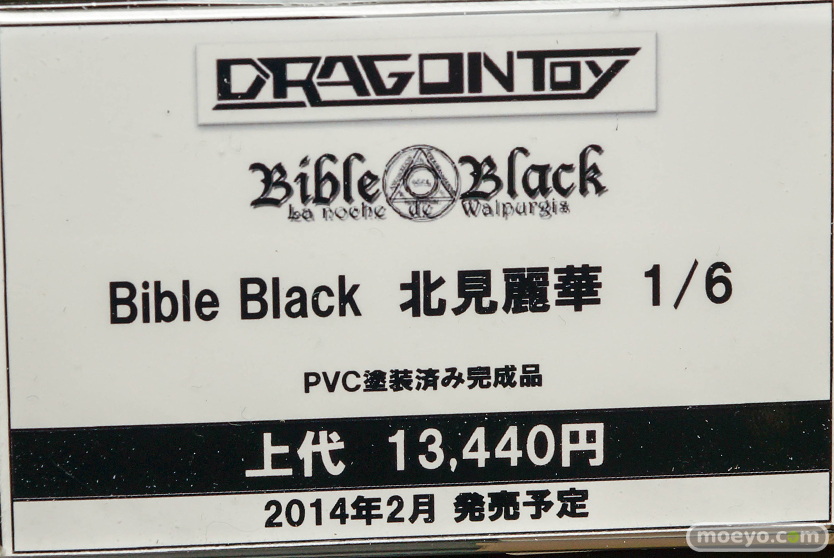 DRAGONTOY
Bible Black
La noche de Walpurgis
Bible Black 北見麗華 1/6
PVC塗装済み完成品
上代 13,440円
2014年2月 発売予定
moeyo.com